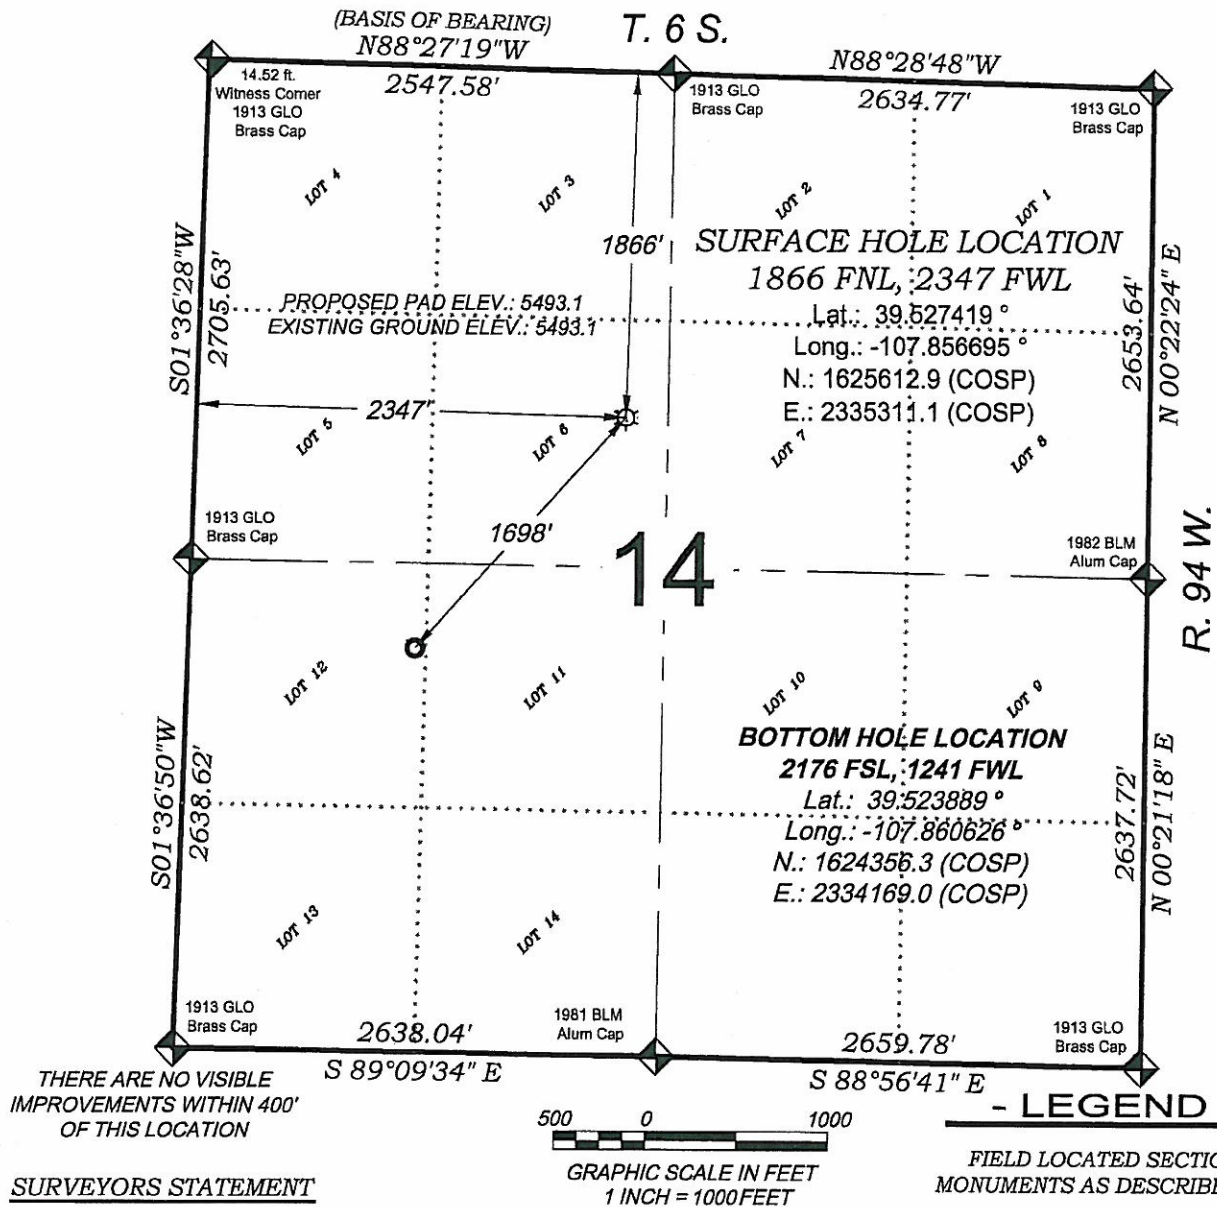 (BASIS OF BEARING)
N88°27'19"W
T. 6 S.
N88°28'48"W
14.52 ft.
Witness Corner
1913 GLO
Brass Cap
2547.58'
1913 GLO
Brass Cap
2634.77'
1913 GLO
Brass Cap
LOT 4
LOT 3
LOT 2
LOT 1
S01°36'28"W
2705.63'
1866'
SURFACE HOLE LOCATION
1866 FNL, 2347 FWL
Lat.: 39.527419 °
Long.: -107.856695 °
N.: 1625612.9 (COSP)
E.: 2335311.1 (COSP)
PROPOSED PAD ELEV.: 5493.1
EXISTING GROUND ELEV.: 5493.1
2653.64'
N 00°22'24" E
2347'
LOT 5
LOT 6
LOT 7
LOT 8
1913 GLO
Brass Cap
1698'
14
1982 BLM
Alum Cap
R. 94 W.
LOT 12
LOT 11
LOT 10
LOT 9
S01°36'50"W
2638.62'
BOTTOM HOLE LOCATION
2176 FSL, 1241 FWL
Lat.: 39.523889 °
Long.: -107.860626 °
N.: 1624356.3 (COSP)
E.: 2334169.0 (COSP)
2637.72'
N 00°21'18" E
LOT 13
LOT 14
1913 GLO
Brass Cap
2638.04'
S 89°09'34" E
1981 BLM
Alum Cap
2659.78'
S 88°56'41" E
1913 GLO
Brass Cap
THERE ARE NO VISIBLE
IMPROVEMENTS WITHIN 400'
OF THIS LOCATION
500 0 1000
GRAPHIC SCALE IN FEET
1 INCH = 1000 FEET
- LEGEND
FIELD LOCATED SECTIO
MONUMENTS AS DESCRIBE
SURVEYORS STATEMENT